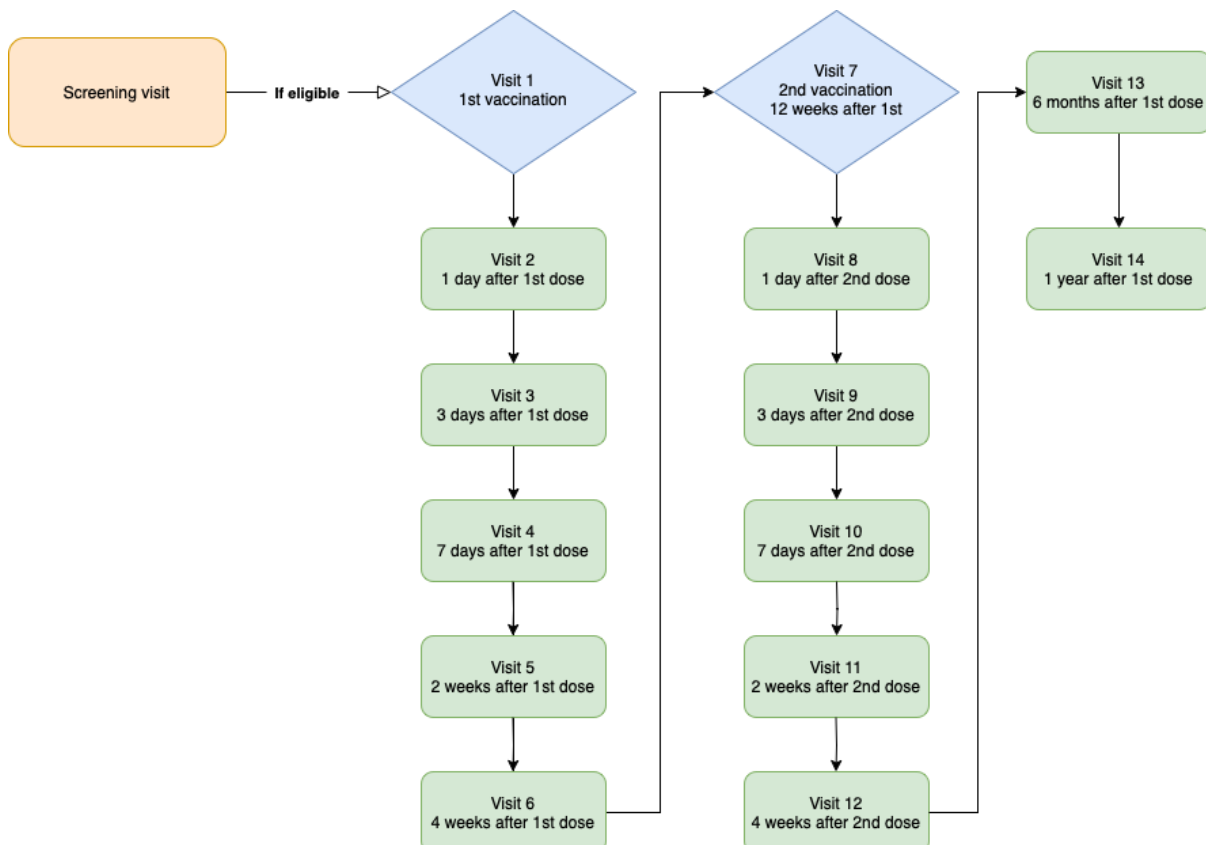 Screening visit
If eligible
Visit 1
1st vaccination
Visit 2
1 day after 1st dose
Visit 3
3 days after 1st dose
Visit 4
7 days after 1st dose
Visit 5
2 weeks after 1st dose
Visit 6
4 weeks after 1st dose
Visit 7
2nd vaccination
12 weeks after 1st
Visit 8
1 day after 2nd dose
Visit 9
3 days after 2nd dose
Visit 10
7 days after 2nd dose
Visit 11
2 weeks after 2nd dose
Visit 12
4 weeks after 2nd dose
Visit 13
6 months after 1st dose
Visit 14
1 year after 1st dose